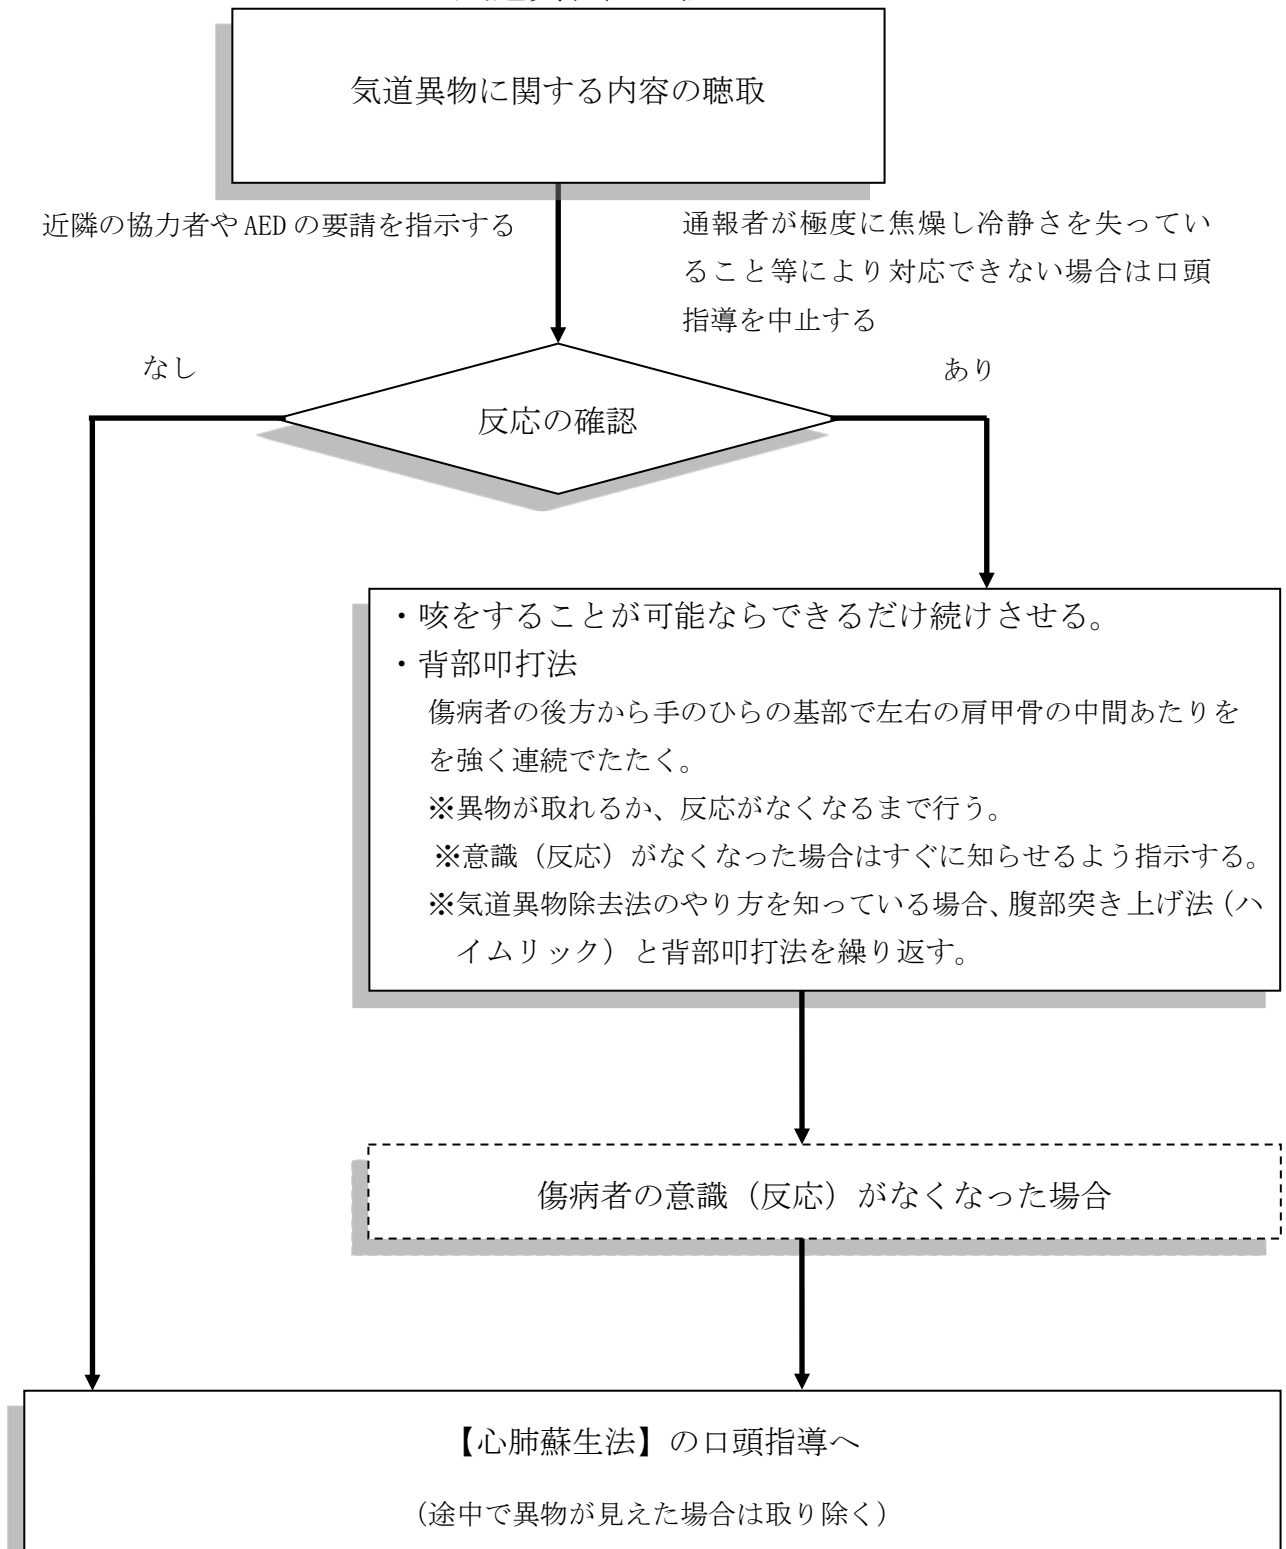 気道異物に関する内容の聴取
近隣の協力者や AED の要請を指示する
通報者が極度に焦燥し冷静さを失ってい
ること等により対応できない場合は口頭
指導を中止する
なし
あり
反応の確認
・咳をすることが可能ならできるだけ続けさせる。
・背部叩打法
傷病者の後方から手のひらの基部で左右の肩甲骨の中間あたりを
を強く連続でたたく。
※異物が取れるか、反応がなくなるまで行う。
※意識（反応）がなくなった場合はすぐに知らせるよう指示する。
※気道異物除去法のやり方を知っている場合、腹部突き上げ法（ハ
イムリック）と背部叩打法を繰り返す。
傷病者の意識（反応）がなくなった場合
【心肺蘇生法】の口頭指導へ
（途中で異物が見えた場合は取り除く）